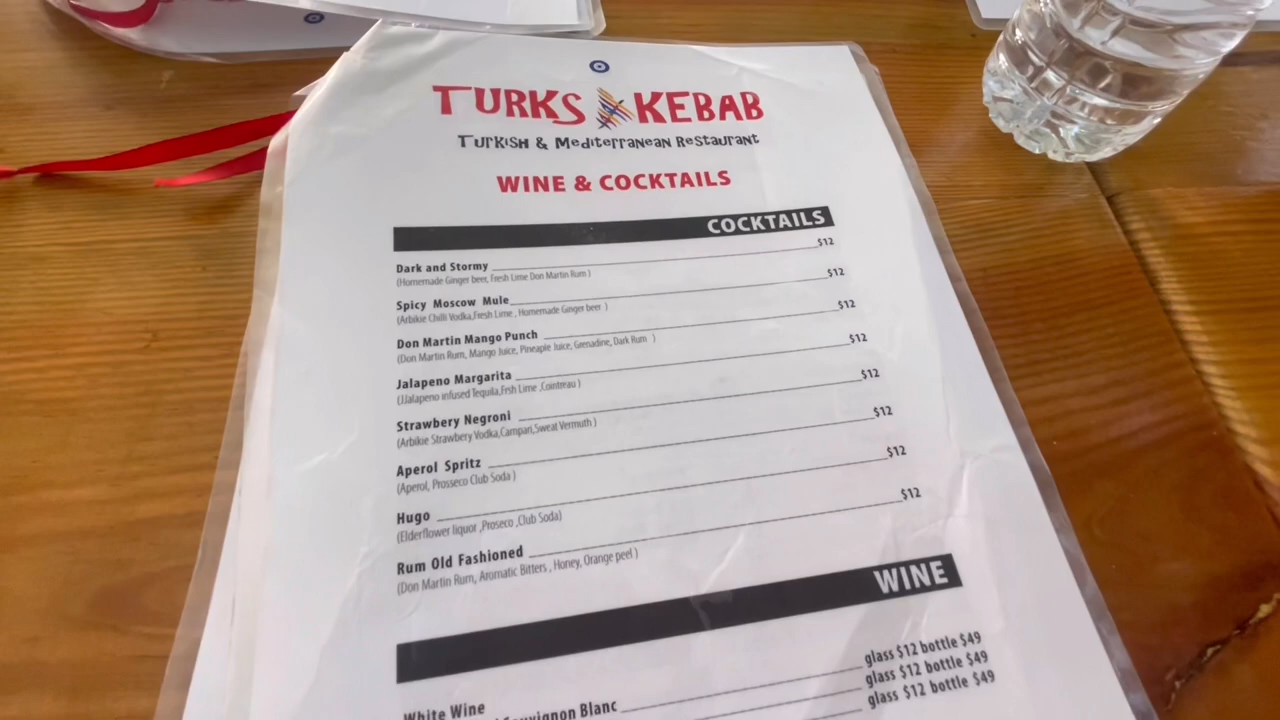 TURKS KEBAB
Turkish & Mediterranean Restaurant
WINE & COCKTAILS
COCKTAILS
Dark and Stormy $12
(Homemade Ginger beer, Fresh Lime Don Martin Rum )
Spicy Moscow Mule $12
(Arbikie Chilli Vodka,Fresh Lime , Homemade Ginger beer )
Don Martin Mango Punch $12
(Don Martin Rum, Mango Juice, Pineaple Juice, Grenadine, Dark Rum )
Jalapeno Margarita $12
(JJalapeno infused Tequila,Frsh Lime ,Cointreau )
Strawbery Negroni $12
(Arbikie Strawbery Vodka,Campari,Sweat Vermuth )
Aperol Spritz $12
(Aperol, Prosseco Club Soda )
Hugo $12
(Elderflower liquor ,Proseco ,Club Soda)
Rum Old Fashioned $12
(Don Martin Rum, Aromatic Bitters , Honey, Orange peel )
WINE
White Wine glass $12 bottle $49
Sauvignon Blanc glass $12 bottle $49
glass $12 bottle $49